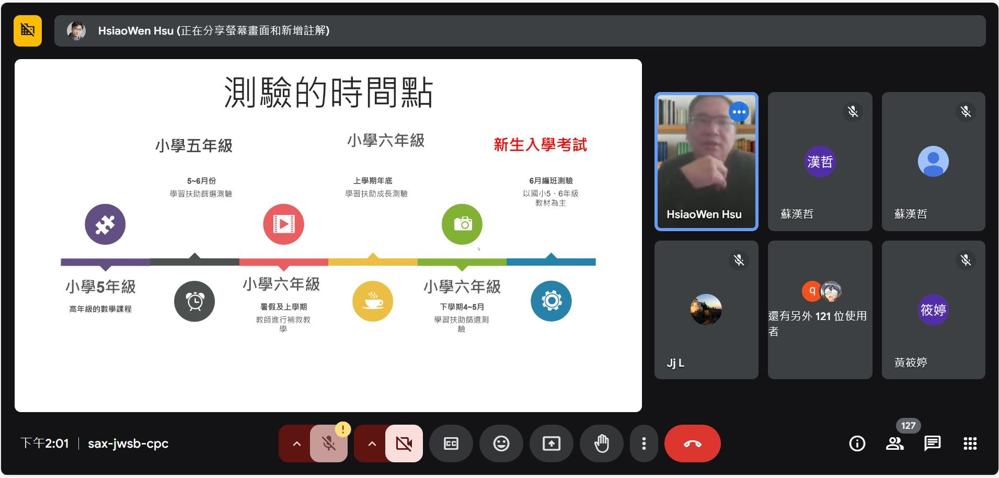 HsiaoWen Hsu (正在分享螢幕畫面和新增註解)
測驗的時間點
小學五年級
5~6月份
學習扶助篩選測驗
小學六年級
上學期年底
學習扶助成長測驗
新生入學考試
6月編班測驗
以國小5、6年級
教材為主
小學5年級
高年級的數學課程
小學六年級
暑假及上學期
教師進行補救教
學
小學六年級
下學期4~5月
學習扶助篩選測
驗
HsiaoWen Hsu
漢哲
蘇漢哲
蘇漢哲
Jj L
q
還有另外 121 位使用
者
筱婷
黃筱婷
下午2:01
sax-jwsb-cpc
!
CC
127